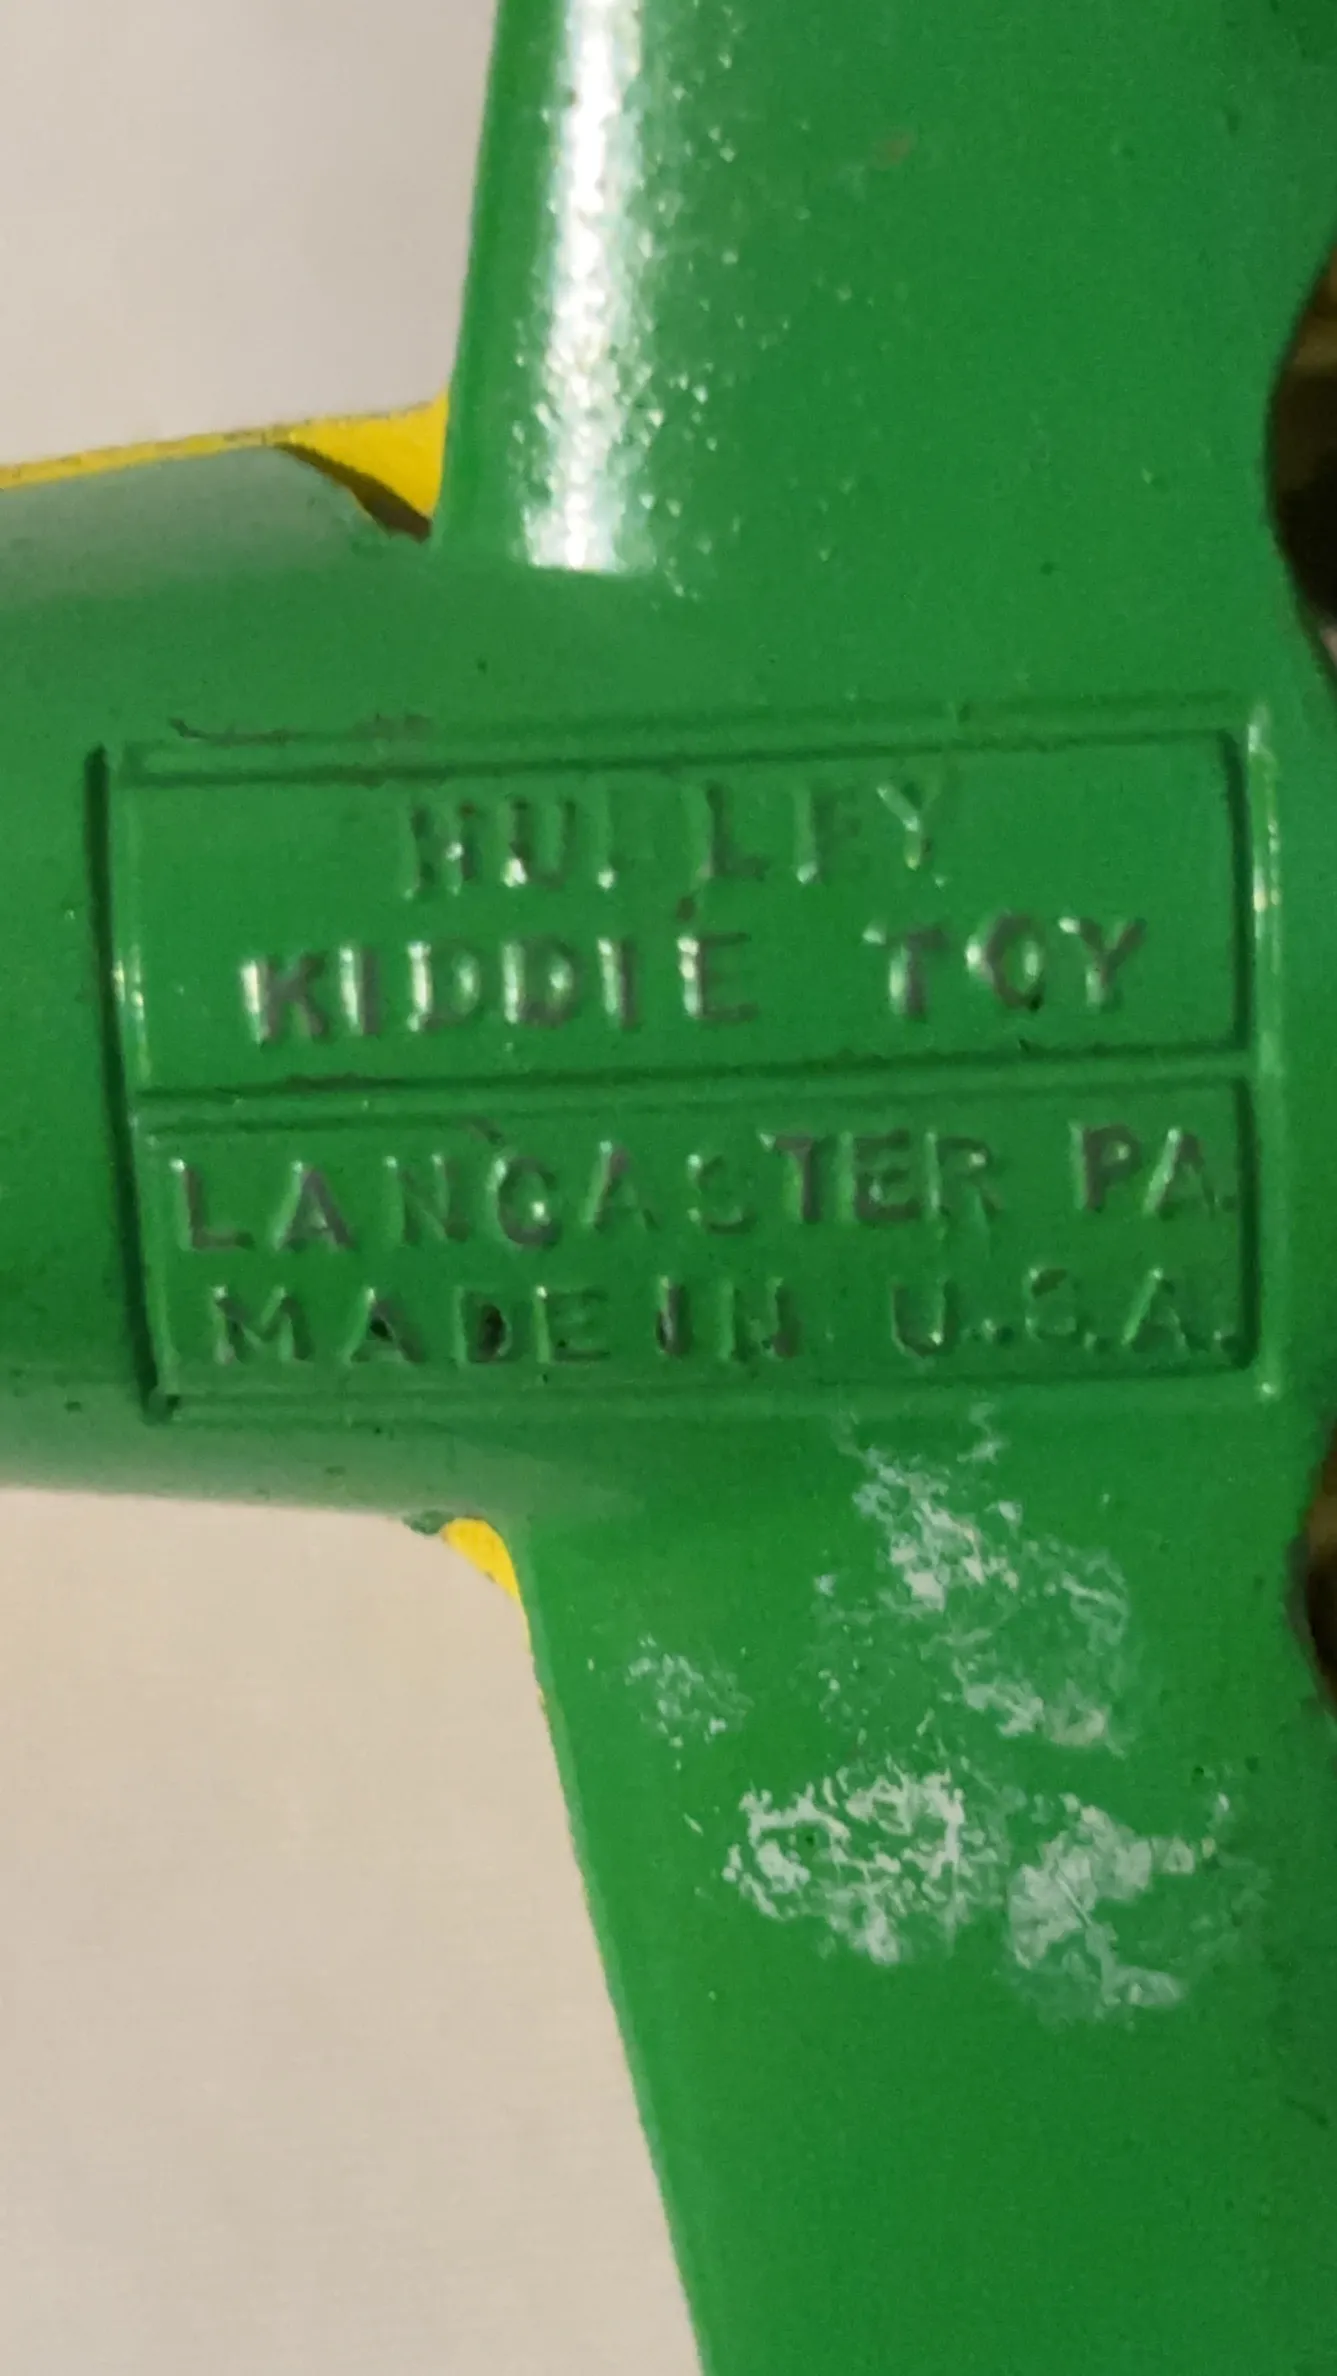 HUBLEY
KIDDIE TOY
LANCASTER PA.
MADE IN U.S.A.